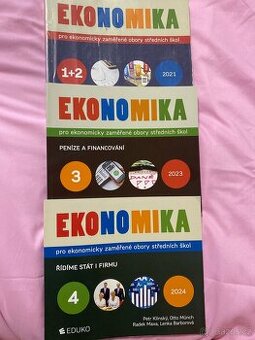 EKONOMIKA
pro ekonomicky zaměřené obory středních škol
1+2
2021
EKONOMIKA
pro ekonomicky zaměřené obory středních škol
PENÍZE A FINANCOVÁNÍ
3
DANĚ
2023
EKONOMIKA
pro ekonomicky zaměřené obory středních škol
ŘÍDÍME STÁT I FIRMU
4
2024
Petr Klínský, Otto Münch
Radek Maxa, Lenka Barborová
EDUKO